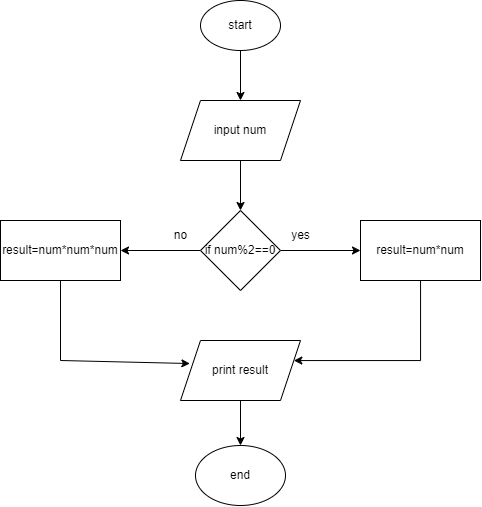 start
input num
no
yes
result=num*num*num
if num%2==0
result=num*num
print result
end